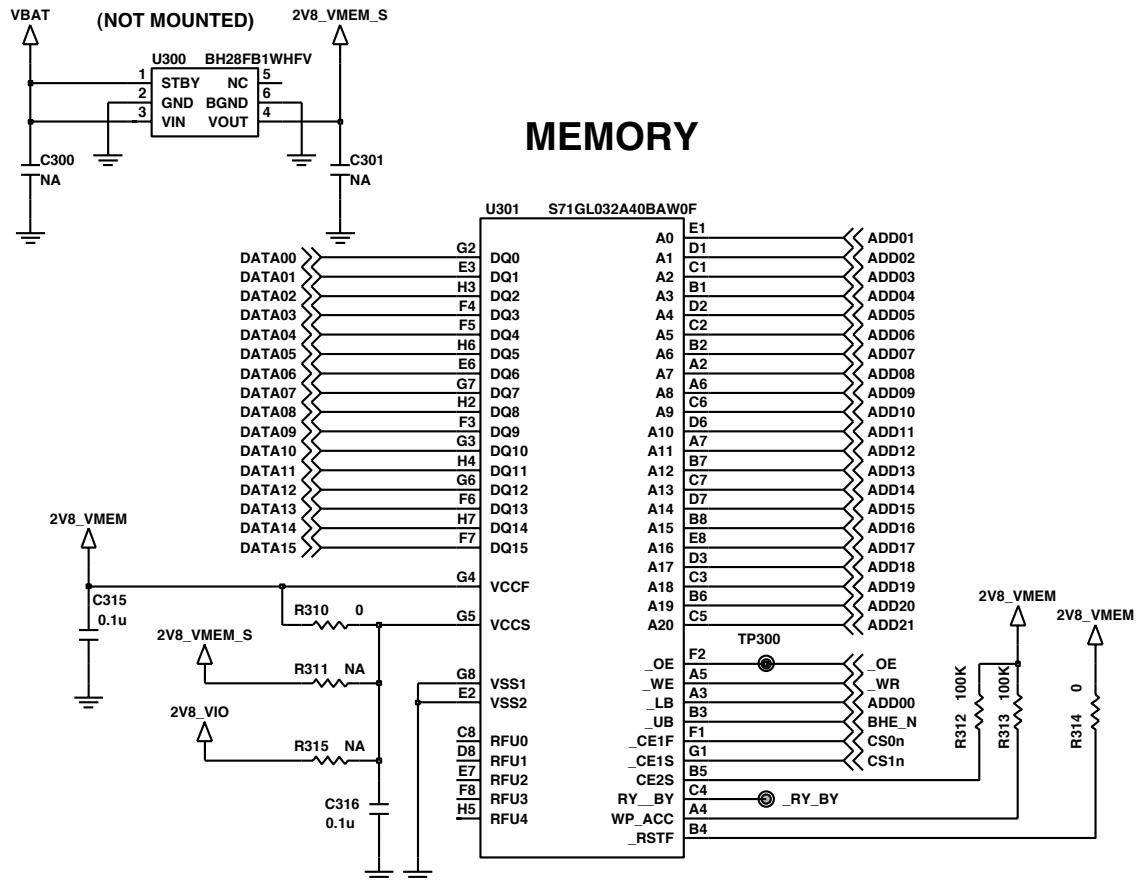 VBAT (NOT MOUNTED) 2V8_VMEM_S
U300 BH28FB1WHFV
1 STBY NC 5
2 GND BGND 6
3 VIN VOUT 4
C300
NA
C301
NA
MEMORY
U301 S71GL032A40BAW0F
A0 E1 ADD01
DATA00 G2 DQ0 A1 D1 ADD02
DATA01 E3 DQ1 A2 C1 ADD03
DATA02 H3 DQ2 A3 B1 ADD04
DATA03 F4 DQ3 A4 D2 ADD05
DATA04 F5 DQ4 A5 C2 ADD06
DATA05 H6 DQ5 A6 B2 ADD07
DATA06 E6 DQ6 A7 A2 ADD08
DATA07 G7 DQ7 A8 A6 ADD09
DATA08 H2 DQ8 A9 C6 ADD10
DATA09 F3 DQ9 A10 D6 ADD11
DATA10 G3 DQ10 A11 A7 ADD12
DATA11 H4 DQ11 A12 B7 ADD13
DATA12 G6 DQ12 A13 C7 ADD14
DATA13 F6 DQ13 A14 D7 ADD15
DATA14 H7 DQ14 A15 B8 ADD16
DATA15 F7 DQ15 A16 E8 ADD17
A17 D3 ADD18
2V8_VMEM
G4 VCCF A18 C3 ADD19
C315
0.1u
A19 B6 ADD20
R310 0 G5 VCCS A20 C5 ADD21
2V8_VMEM_S
R311 NA
2V8_VIO
R315 NA
C316
0.1u
TP300
_OE F2 _OE
G8 VSS1 _WE A5 _WR
E2 VSS2 _LB A3 ADD00
_UB B3 BHE_N
C8 RFU0 _CE1F F1 CS0n
D8 RFU1 _CE1S G1 CS1n
E7 RFU2 CE2S B5
F8 RFU3 RY__BY C4 _RY_BY
H5 RFU4 WP_ACC A4
_RSTF B4
2V8_VMEM
2V8_VMEM
R312 100K
R313 100K
R314 0